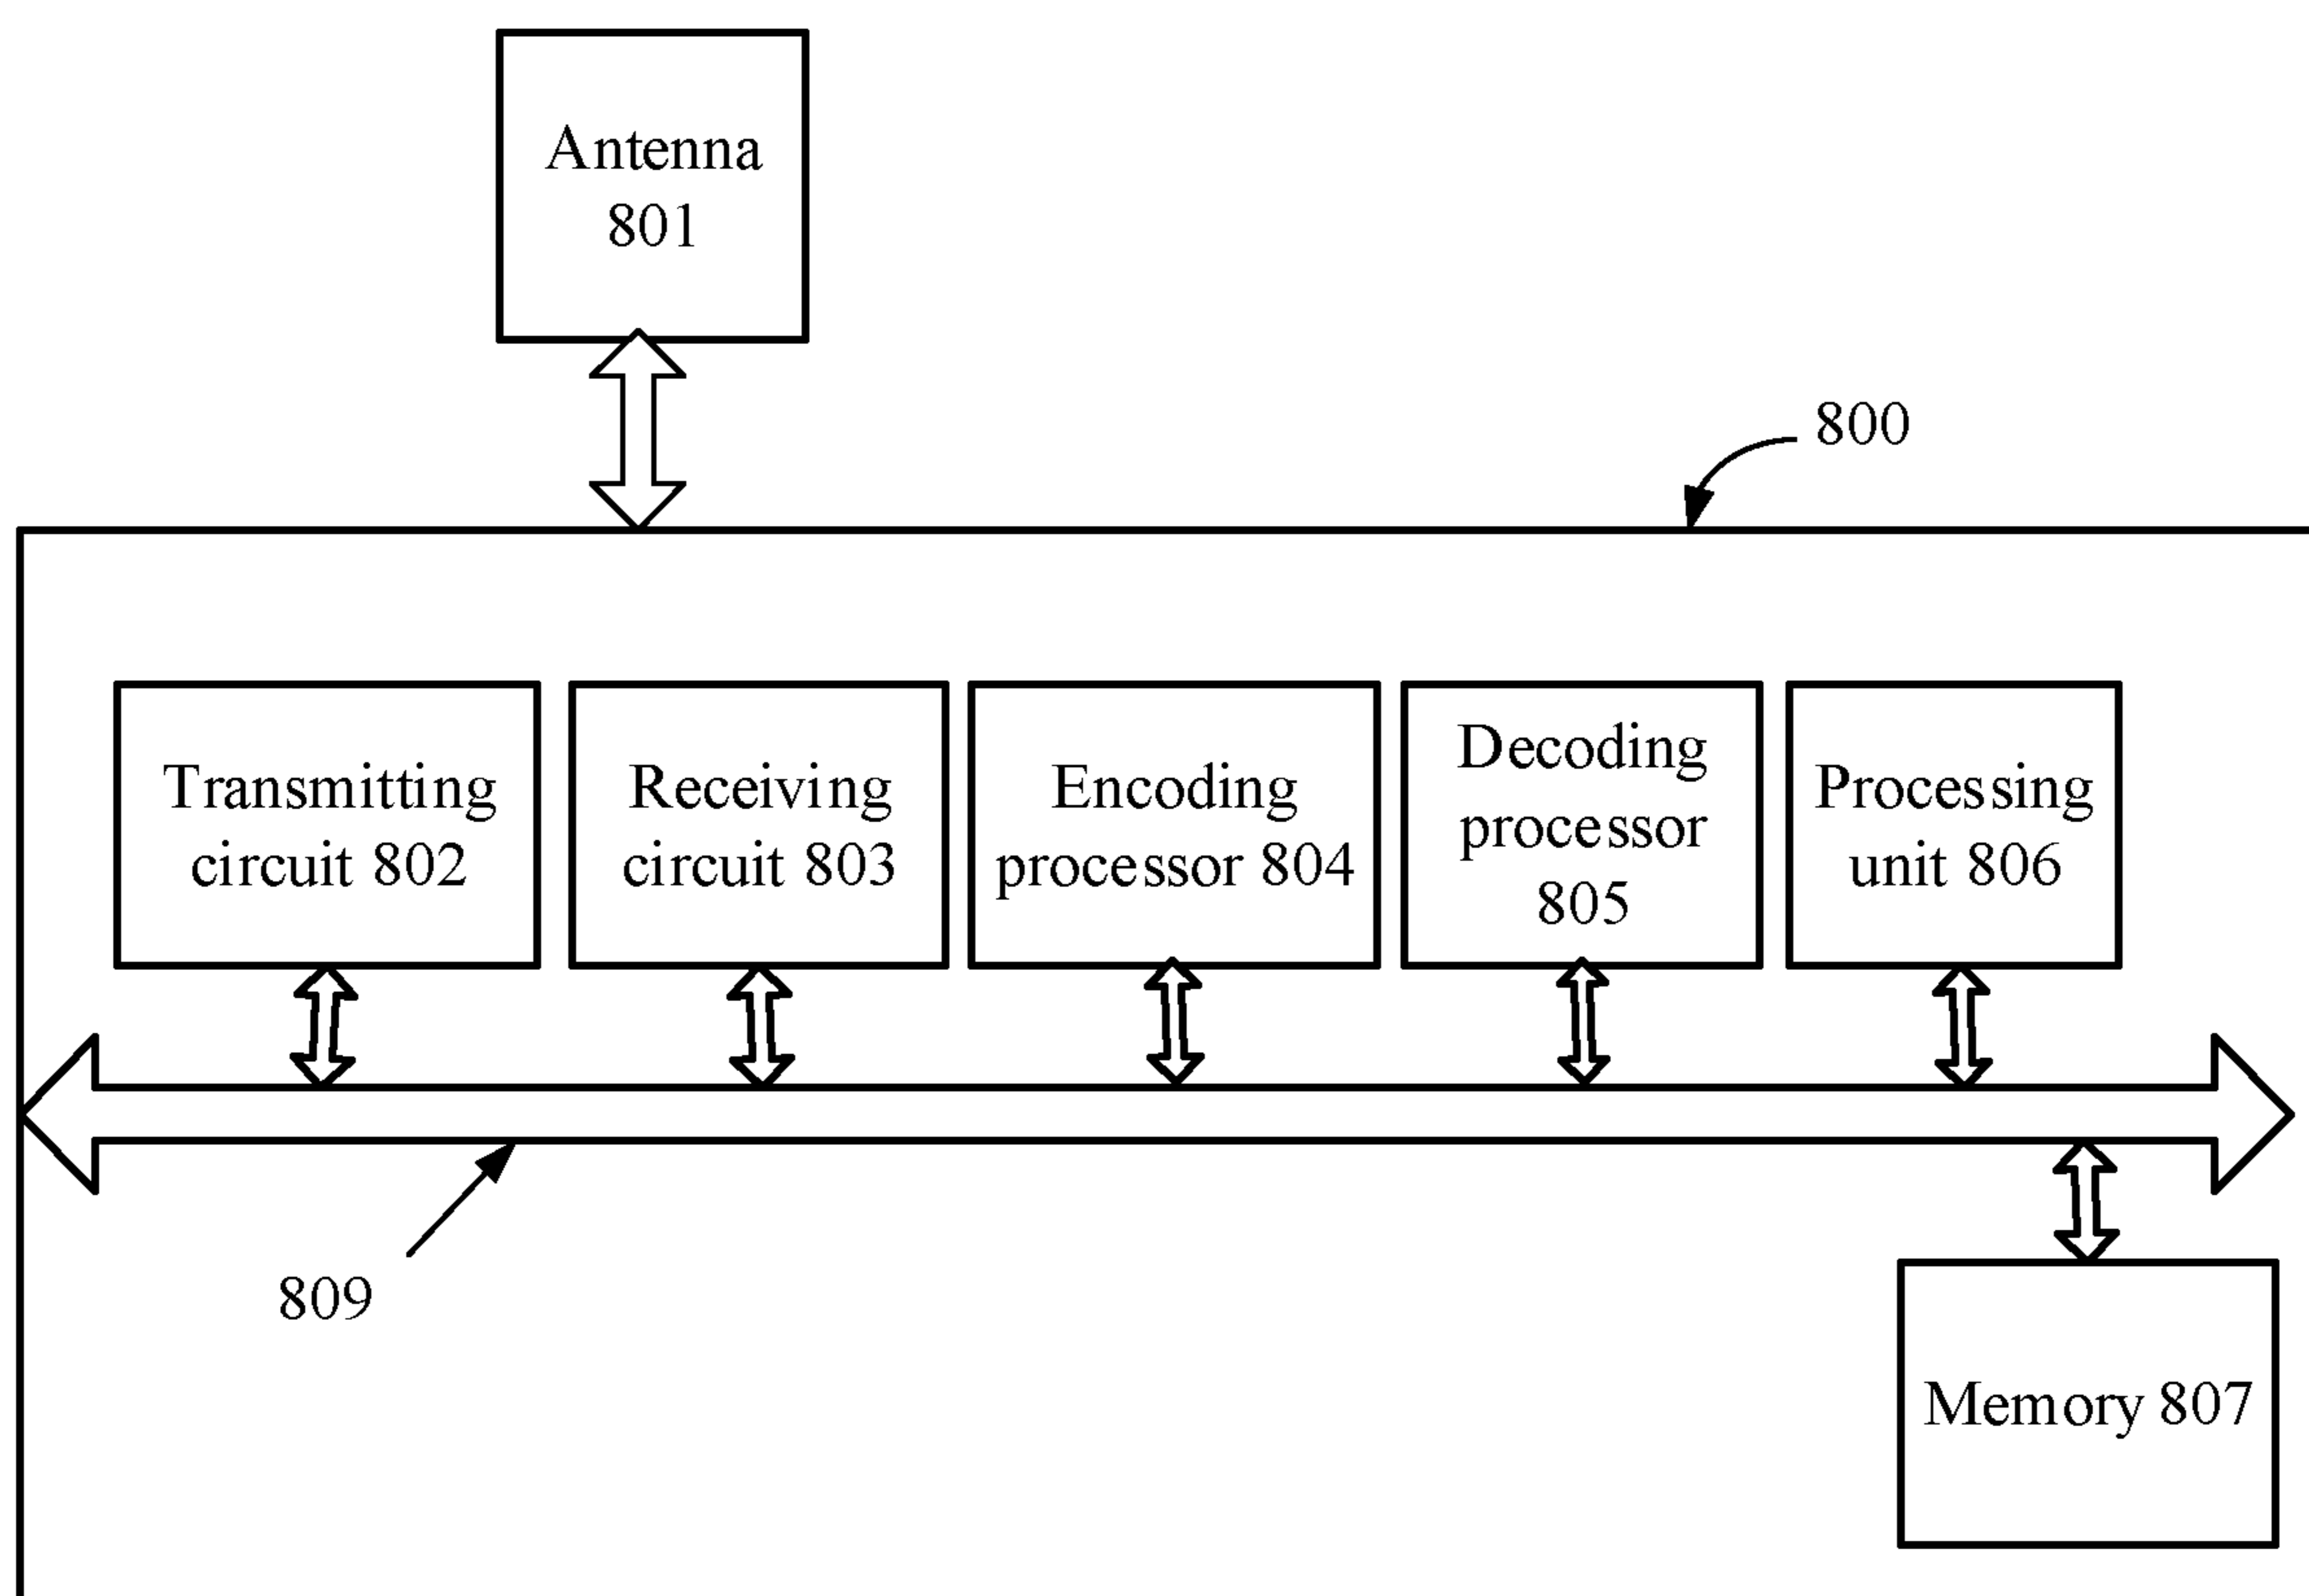 Antenna
801
800
Transmitting
circuit 802
Receiving
circuit 803
Encoding
processor 804
Decoding
processor
805
Processing
unit 806
809
Memory 807